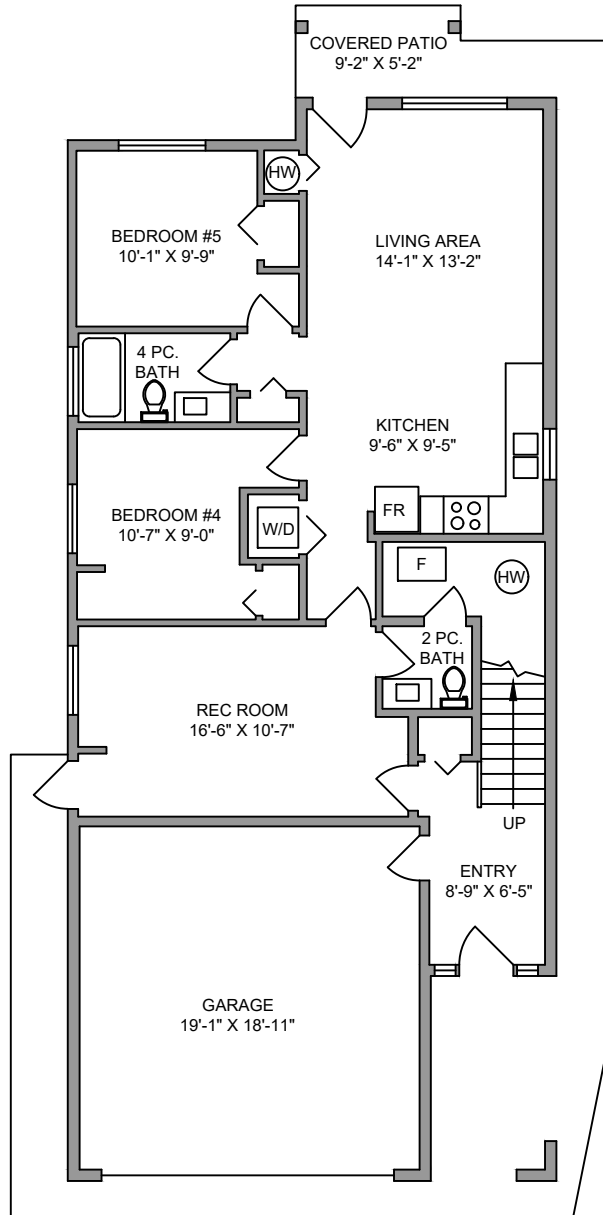 COVERED PATIO
9'-2" X 5'-2"
HW
BEDROOM #5
10'-1" X 9'-9"
LIVING AREA
14'-1" X 13'-2"
4 PC.
BATH
KITCHEN
9'-6" X 9'-5"
BEDROOM #4
10'-7" X 9'-0"
W/D
FR
F
HW
2 PC.
BATH
REC ROOM
16'-6" X 10'-7"
UP
ENTRY
8'-9" X 6'-5"
GARAGE
19'-1" X 18'-11"